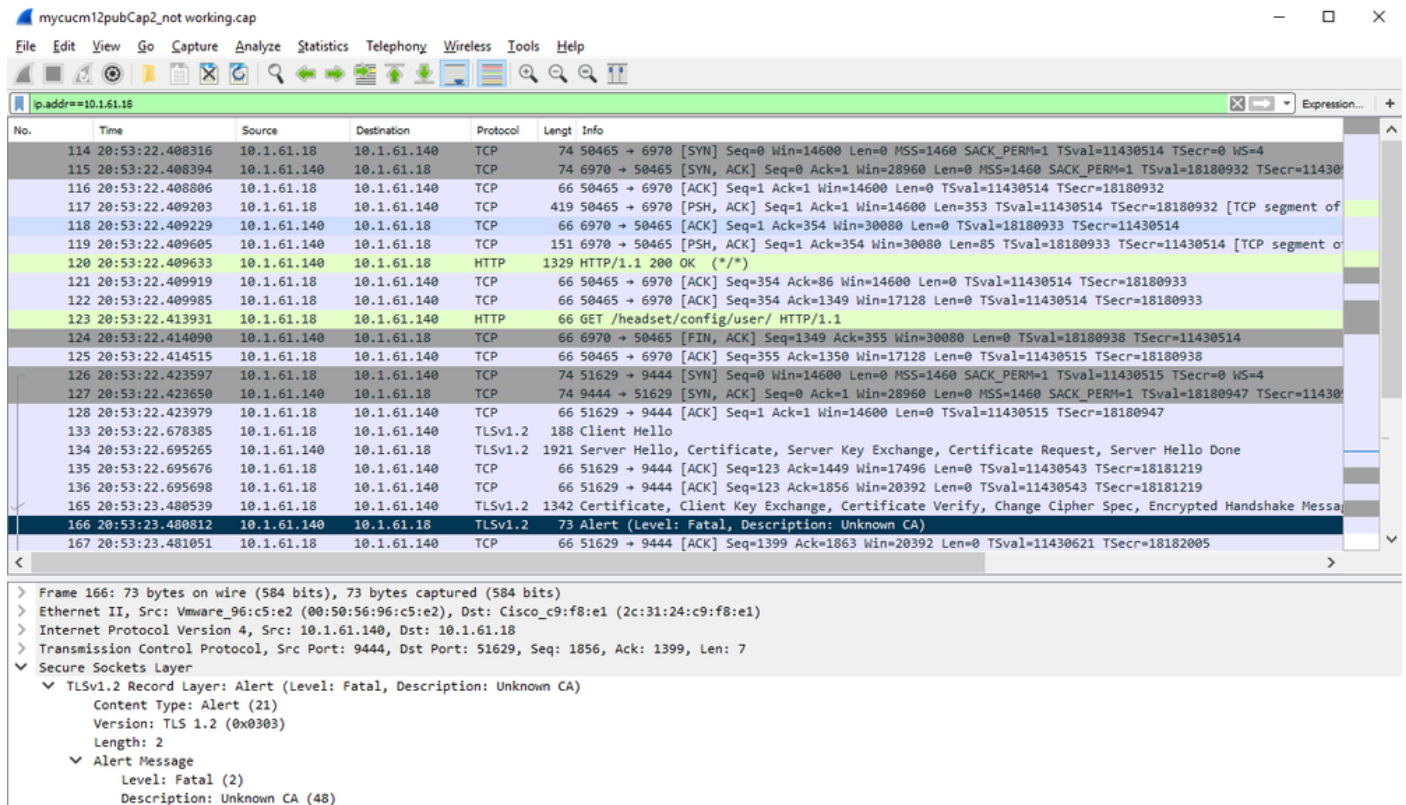 mycucm12pubCap2_not working.cap
File Edit View Go Capture Analyze Statistics Telephony Wireless Tools Help
ip.addr==10.1.61.18 Expression... +
No. Time Source Destination Protocol Lengt Info
114 20:53:22.408316 10.1.61.18 10.1.61.140 TCP 74 50465 → 6970 [SYN] Seq=0 Win=14600 Len=0 MSS=1460 SACK_PERM=1 TSval=11430514 TSecr=0 WS=4
115 20:53:22.408394 10.1.61.140 10.1.61.18 TCP 74 6970 → 50465 [SYN, ACK] Seq=0 Ack=1 Win=28960 Len=0 MSS=1460 SACK_PERM=1 TSval=18180932 TSecr=11430
116 20:53:22.408806 10.1.61.18 10.1.61.140 TCP 66 50465 → 6970 [ACK] Seq=1 Ack=1 Win=14600 Len=0 TSval=11430514 TSecr=18180932
117 20:53:22.409203 10.1.61.18 10.1.61.140 TCP 419 50465 → 6970 [PSH, ACK] Seq=1 Ack=1 Win=14600 Len=353 TSval=11430514 TSecr=18180932 [TCP segment of
118 20:53:22.409229 10.1.61.140 10.1.61.18 TCP 66 6970 → 50465 [ACK] Seq=1 Ack=354 Win=30080 Len=0 TSval=18180933 TSecr=11430514
119 20:53:22.409605 10.1.61.140 10.1.61.18 TCP 151 6970 → 50465 [PSH, ACK] Seq=1 Ack=354 Win=30080 Len=85 TSval=18180933 TSecr=11430514 [TCP segment o
120 20:53:22.409633 10.1.61.140 10.1.61.18 HTTP 1329 HTTP/1.1 200 OK (*/*)
121 20:53:22.409919 10.1.61.18 10.1.61.140 TCP 66 50465 → 6970 [ACK] Seq=354 Ack=86 Win=14600 Len=0 TSval=11430514 TSecr=18180933
122 20:53:22.409985 10.1.61.18 10.1.61.140 TCP 66 50465 → 6970 [ACK] Seq=354 Ack=1349 Win=17128 Len=0 TSval=11430514 TSecr=18180933
123 20:53:22.413931 10.1.61.18 10.1.61.140 HTTP 66 GET /headset/config/user/ HTTP/1.1
124 20:53:22.414090 10.1.61.140 10.1.61.18 TCP 66 6970 → 50465 [FIN, ACK] Seq=1349 Ack=355 Win=30080 Len=0 TSval=18180938 TSecr=11430514
125 20:53:22.414515 10.1.61.18 10.1.61.140 TCP 66 50465 → 6970 [ACK] Seq=355 Ack=1350 Win=17128 Len=0 TSval=11430515 TSecr=18180938
126 20:53:22.423597 10.1.61.18 10.1.61.140 TCP 74 51629 → 9444 [SYN] Seq=0 Win=14600 Len=0 MSS=1460 SACK_PERM=1 TSval=11430515 TSecr=0 WS=4
127 20:53:22.423650 10.1.61.140 10.1.61.18 TCP 74 9444 → 51629 [SYN, ACK] Seq=0 Ack=1 Win=28960 Len=0 MSS=1460 SACK_PERM=1 TSval=18180947 TSecr=11430
128 20:53:22.423979 10.1.61.18 10.1.61.140 TCP 66 51629 → 9444 [ACK] Seq=1 Ack=1 Win=14600 Len=0 TSval=11430515 TSecr=18180947
133 20:53:22.678385 10.1.61.18 10.1.61.140 TLSv1.2 188 Client Hello
134 20:53:22.695265 10.1.61.140 10.1.61.18 TLSv1.2 1921 Server Hello, Certificate, Server Key Exchange, Certificate Request, Server Hello Done
135 20:53:22.695676 10.1.61.18 10.1.61.140 TCP 66 51629 → 9444 [ACK] Seq=123 Ack=1449 Win=17496 Len=0 TSval=11430543 TSecr=18181219
136 20:53:22.695698 10.1.61.18 10.1.61.140 TCP 66 51629 → 9444 [ACK] Seq=123 Ack=1856 Win=20392 Len=0 TSval=11430543 TSecr=18181219
165 20:53:23.480539 10.1.61.18 10.1.61.140 TLSv1.2 1342 Certificate, Client Key Exchange, Certificate Verify, Change Cipher Spec, Encrypted Handshake Messa
166 20:53:23.480812 10.1.61.140 10.1.61.18 TLSv1.2 73 Alert (Level: Fatal, Description: Unknown CA)
167 20:53:23.481051 10.1.61.18 10.1.61.140 TCP 66 51629 → 9444 [ACK] Seq=1399 Ack=1863 Win=20392 Len=0 TSval=11430621 TSecr=18182005
Frame 166: 73 bytes on wire (584 bits), 73 bytes captured (584 bits)
Ethernet II, Src: Vmware_96:c5:e2 (00:50:56:96:c5:e2), Dst: Cisco_c9:f8:e1 (2c:31:24:c9:f8:e1)
Internet Protocol Version 4, Src: 10.1.61.140, Dst: 10.1.61.18
Transmission Control Protocol, Src Port: 9444, Dst Port: 51629, Seq: 1856, Ack: 1399, Len: 7
Secure Sockets Layer
TLSv1.2 Record Layer: Alert (Level: Fatal, Description: Unknown CA)
Content Type: Alert (21)
Version: TLS 1.2 (0x0303)
Length: 2
Alert Message
Level: Fatal (2)
Description: Unknown CA (48)